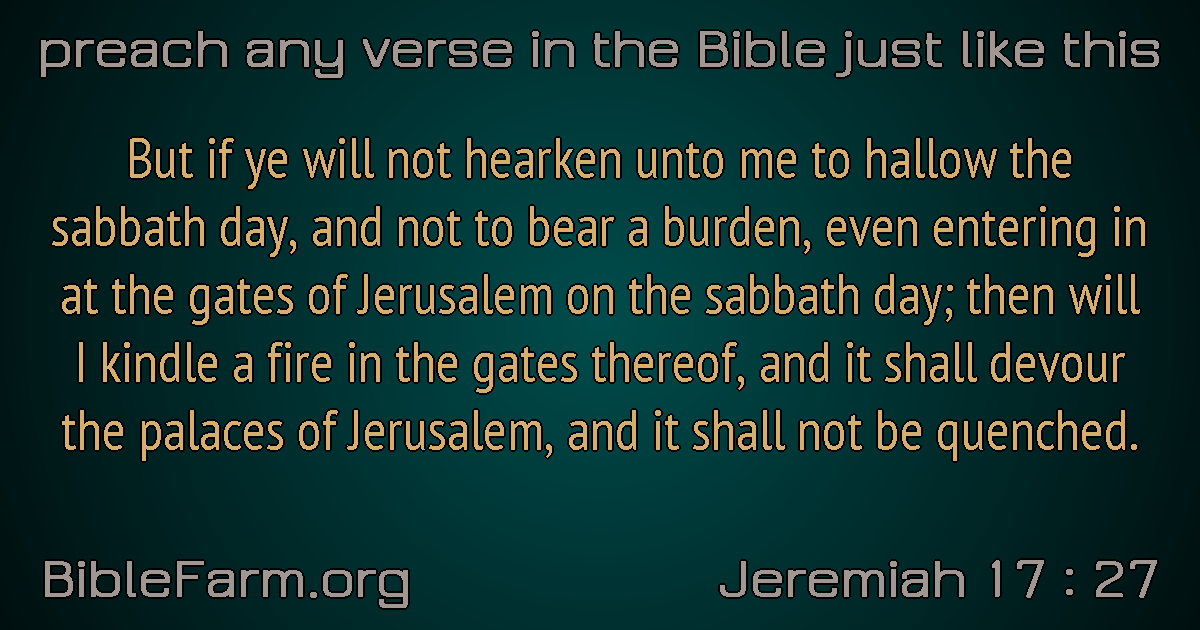 preach any verse in the Bible just like this
But if ye will not hearken unto me to hallow the
sabbath day, and not to bear a burden, even entering in
at the gates of Jerusalem on the sabbath day; then will
I kindle a fire in the gates thereof, and it shall devour
the palaces of Jerusalem, and it shall not be quenched.
BibleFarm.org
Jeremiah 17 : 27